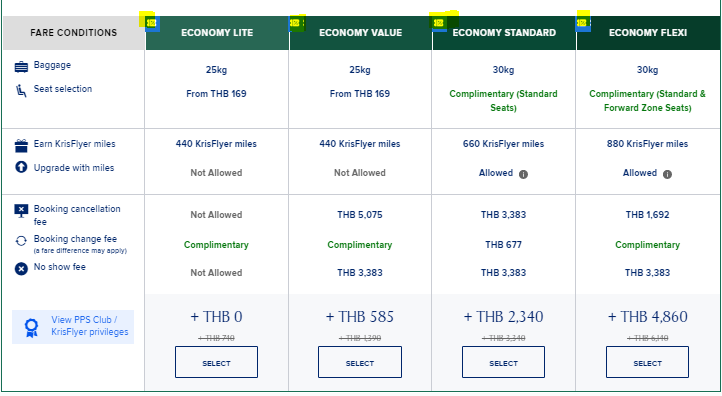 FARE CONDITIONS
ECONOMY LITE
ECONOMY VALUE
ECONOMY STANDARD
ECONOMY FLEXI
Baggage
25kg
25kg
30kg
30kg
Seat selection
From THB 169
From THB 169
Complimentary (Standard
Seats)
Complimentary (Standard &
Forward Zone Seats)
Earn KrisFlyer miles
440 KrisFlyer miles
440 KrisFlyer miles
660 KrisFlyer miles
880 KrisFlyer miles
Upgrade with miles
Not Allowed
Not Allowed
Allowed
Allowed
Booking cancellation
fee
Not Allowed
THB 5,075
THB 3,383
THB 1,692
Booking change fee
(a fare difference may apply)
Complimentary
Complimentary
THB 677
Complimentary
No show fee
Not Allowed
THB 3,383
THB 3,383
THB 3,383
View PPS Club /
KrisFlyer privileges
+ THB 0
+ THB 585
+ THB 2,340
+ THB 4,860
+ THB 740
+ THB 1,390
+ THB 3,340
+ THB 6,140
SELECT
SELECT
SELECT
SELECT